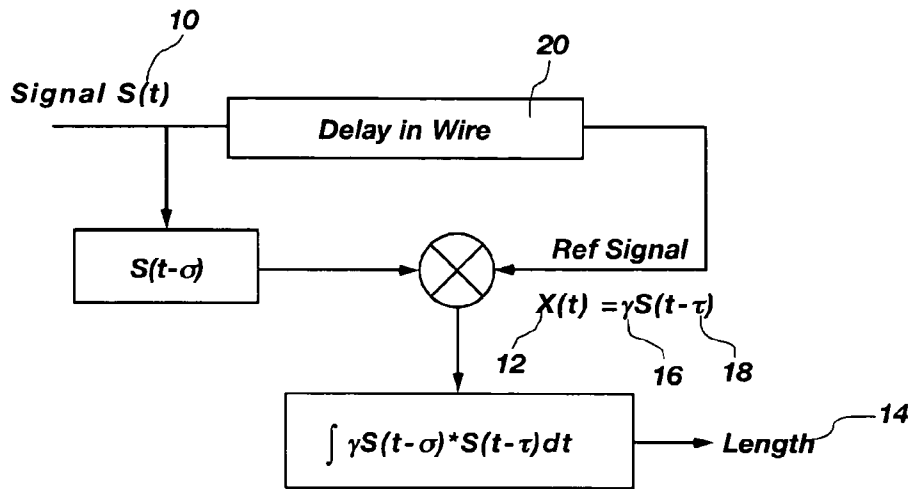 10
20
Signal S(t)
Delay in Wire
S(t-σ)
Ref Signal
X(t) =γS(t-τ)
12
16
18
∫ γS(t-σ)*S(t-τ)dt
Length
14